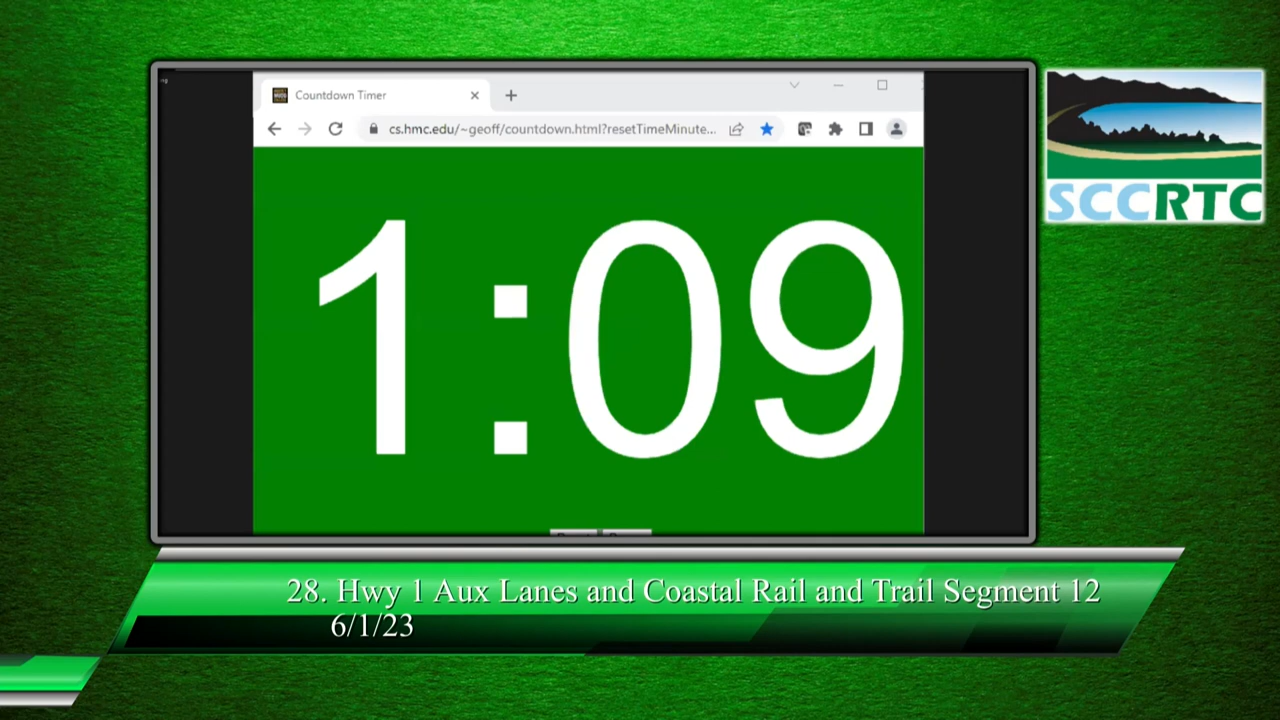 Countdown Timer
cs.hmc.edu/~geoff/countdown.html?resetTimeMinute...
1:09
SCCRTC
28. Hwy 1 Aux Lanes and Coastal Rail and Trail Segment 12
6/1/23